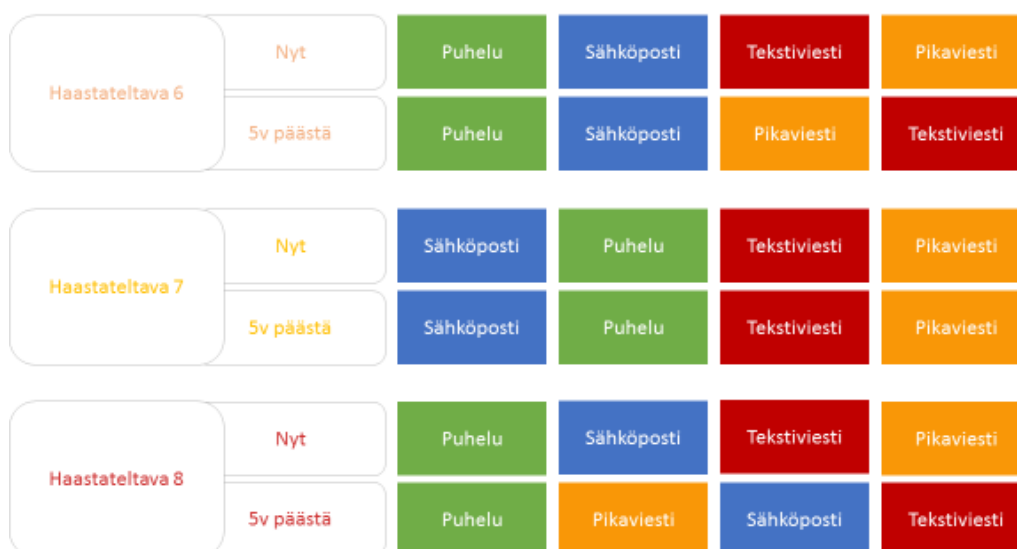 Haastateltava 6
Nyt
Puhelu
Sähköposti
Tekstiviesti
Pikaviesti
5v päästä
Puhelu
Sähköposti
Pikaviesti
Tekstiviesti
Haastateltava 7
Nyt
Sähköposti
Puhelu
Tekstiviesti
Pikaviesti
5v päästä
Sähköposti
Puhelu
Tekstiviesti
Pikaviesti
Haastateltava 8
Nyt
Puhelu
Sähköposti
Tekstiviesti
Pikaviesti
5v päästä
Puhelu
Pikaviesti
Sähköposti
Tekstiviesti